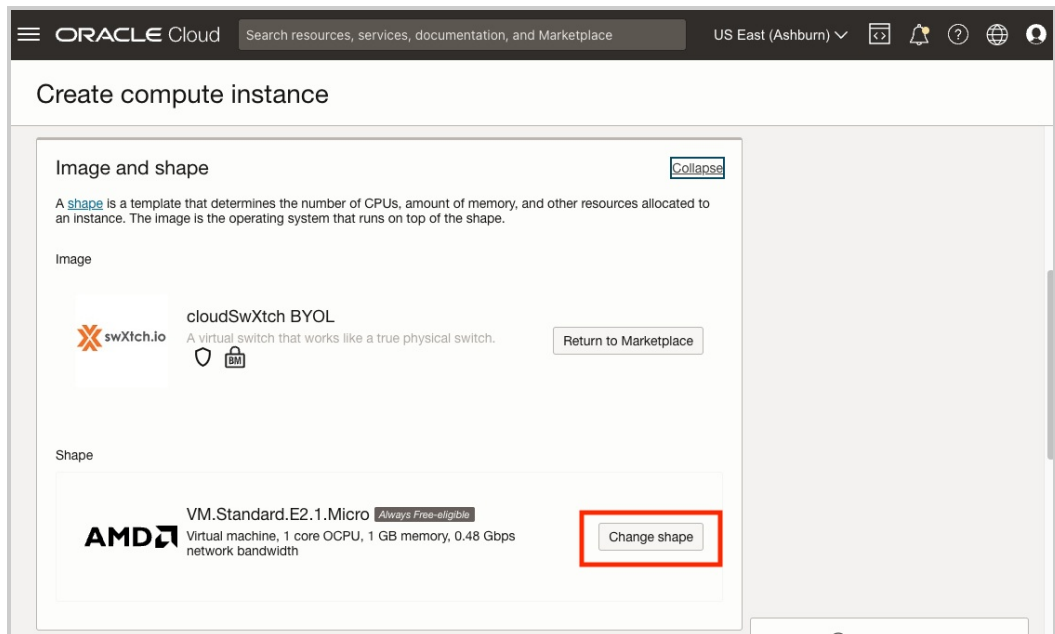 ORACLE Cloud
Search resources, services, documentation, and Marketplace
US East (Ashburn)
Create compute instance
Image and shape
Collapse
A shape is a template that determines the number of CPUs, amount of memory, and other resources allocated to
an instance. The image is the operating system that runs on top of the shape.
Image
swXtch.io
cloudSwXtch BYOL
A virtual switch that works like a true physical switch.
BM
Return to Marketplace
Shape
AMD
VM.Standard.E2.1.Micro Always Free-eligible
Virtual machine, 1 core OCPU, 1 GB memory, 0.48 Gbps
network bandwidth
Change shape